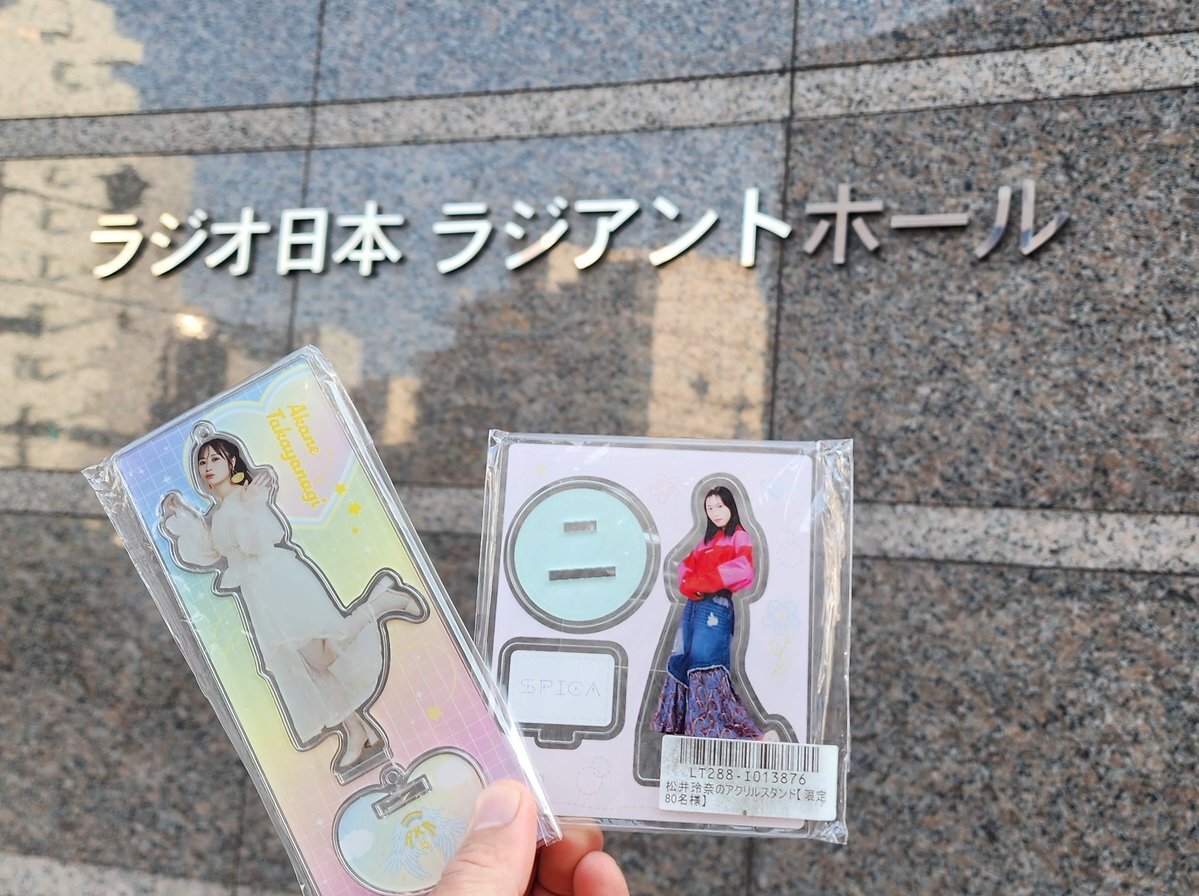 ラジオ日本 ラジアントホール
Akane
Takayanagi
SPICA
LT288-I013876
松井玲奈のアクリルスタンド【限定
80名様】